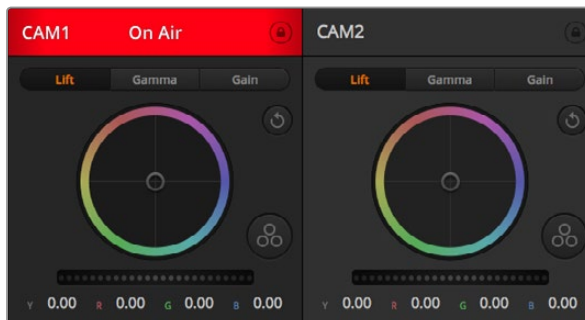 CAM1 On Air
CAM2
Lift Gamma Gain
Lift Gamma Gain
Y 0.00 R 0.00 G 0.00 B 0.00
Y 0.00 R 0.00 G 0.00 B 0.00